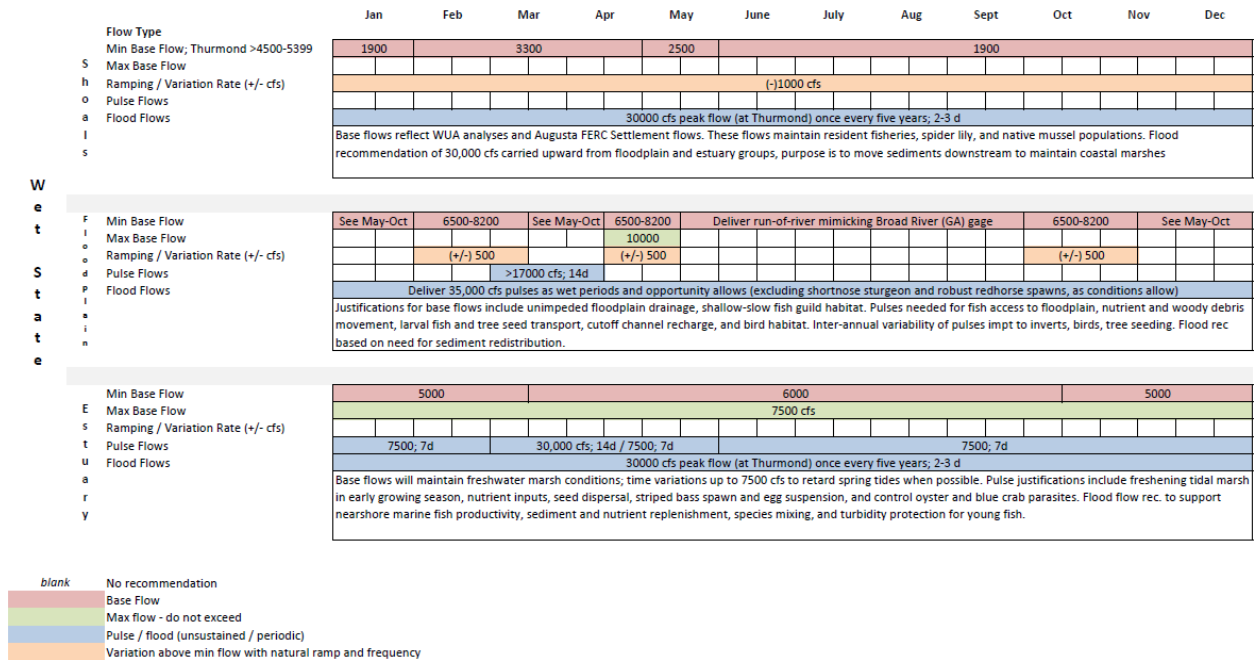 Jan Feb Mar Apr May June July Aug Sept Oct Nov Dec
Flow Type
Min Base Flow; Thurmond >4500-5399 1900 3300 2500 1900
Max Base Flow
Ramping / Variation Rate (+/- cfs) (-)1000 cfs
Pulse Flows
Flood Flows 30000 cfs peak flow (at Thurmond) once every five years; 2-3 d
Shoals
Base flows reflect WUA analyses and Augusta FERC Settlement flows. These flows maintain resident fisheries, spider lily, and native mussel populations. Flood
recommendation of 30,000 cfs carried upward from floodplain and estuary groups, purpose is to move sediments downstream to maintain coastal marshes
Wet State
Min Base Flow See May-Oct 6500-8200 See May-Oct 6500-8200 Deliver run-of-river mimicking Broad River (GA) gage 6500-8200 See May-Oct
Max Base Flow 10000
Ramping / Variation Rate (+/- cfs) (+/-) 500 (+/-) 500 (+/-) 500
Pulse Flows >17000 cfs; 14d
Flood Flows Deliver 35,000 cfs pulses as wet periods and opportunity allows (excluding shortnose sturgeon and robust redhorse spawns, as conditions allow)
FloodPlain
Justifications for base flows include unimpeded floodplain drainage, shallow-slow fish guild habitat. Pulses needed for fish access to floodplain, nutrient and woody debris
movement, larval fish and tree seed transport, cutoff channel recharge, and bird habitat. Inter-annual variability of pulses impt to inverts, birds, tree seeding. Flood rec
based on need for sediment redistribution.
Min Base Flow 5000 6000 5000
Max Base Flow 7500 cfs
Ramping / Variation Rate (+/- cfs)
Pulse Flows 7500; 7d 30,000 cfs; 14d / 7500; 7d 7500; 7d
Flood Flows 30000 cfs peak flow (at Thurmond) once every five years; 2-3 d
Estuary
Base flows will maintain freshwater marsh conditions; time variations up to 7500 cfs to retard spring tides when possible. Pulse justifications include freshening tidal marsh
in early growing season, nutrient inputs, seed dispersal, striped bass spawn and egg suspension, and control oyster and blue crab parasites. Flood flow rec. to support
nearshore marine fish productivity, sediment and nutrient replenishment, species mixing, and turbidity protection for young fish.
blank No recommendation
Base Flow
Max flow - do not exceed
Pulse / flood (unsustained / periodic)
Variation above min flow with natural ramp and frequency